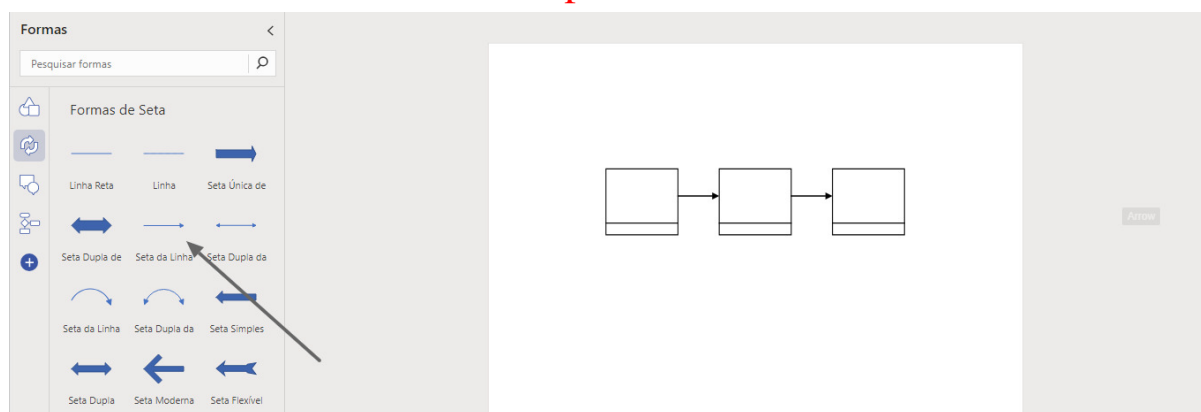 Formas
Pesquisar formas
Formas de Seta
Linha Reta
Linha
Seta Única de
Seta Dupla de
Seta da Linha
Seta Dupla da
Seta da Linha
Seta Dupla da
Seta Simples
Seta Dupla
Seta Moderna
Seta Flexível
Arrow